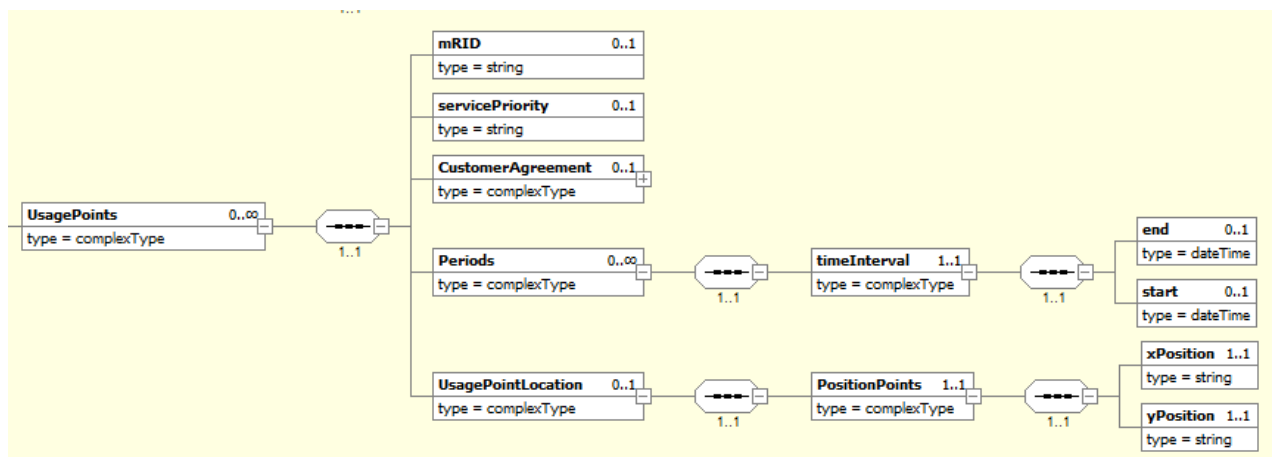 1..1
mRID 0..1
type = string
servicePriority 0..1
type = string
CustomerAgreement 0..1
type = complexType
UsagePoints 0..∞
type = complexType
1..1
Periods 0..∞
type = complexType
1..1
timeInterval 1..1
type = complexType
1..1
end 0..1
type = dateTime
start 0..1
type = dateTime
UsagePointLocation 0..1
type = complexType
1..1
PositionPoints 1..1
type = complexType
1..1
xPosition 1..1
type = string
yPosition 1..1
type = string